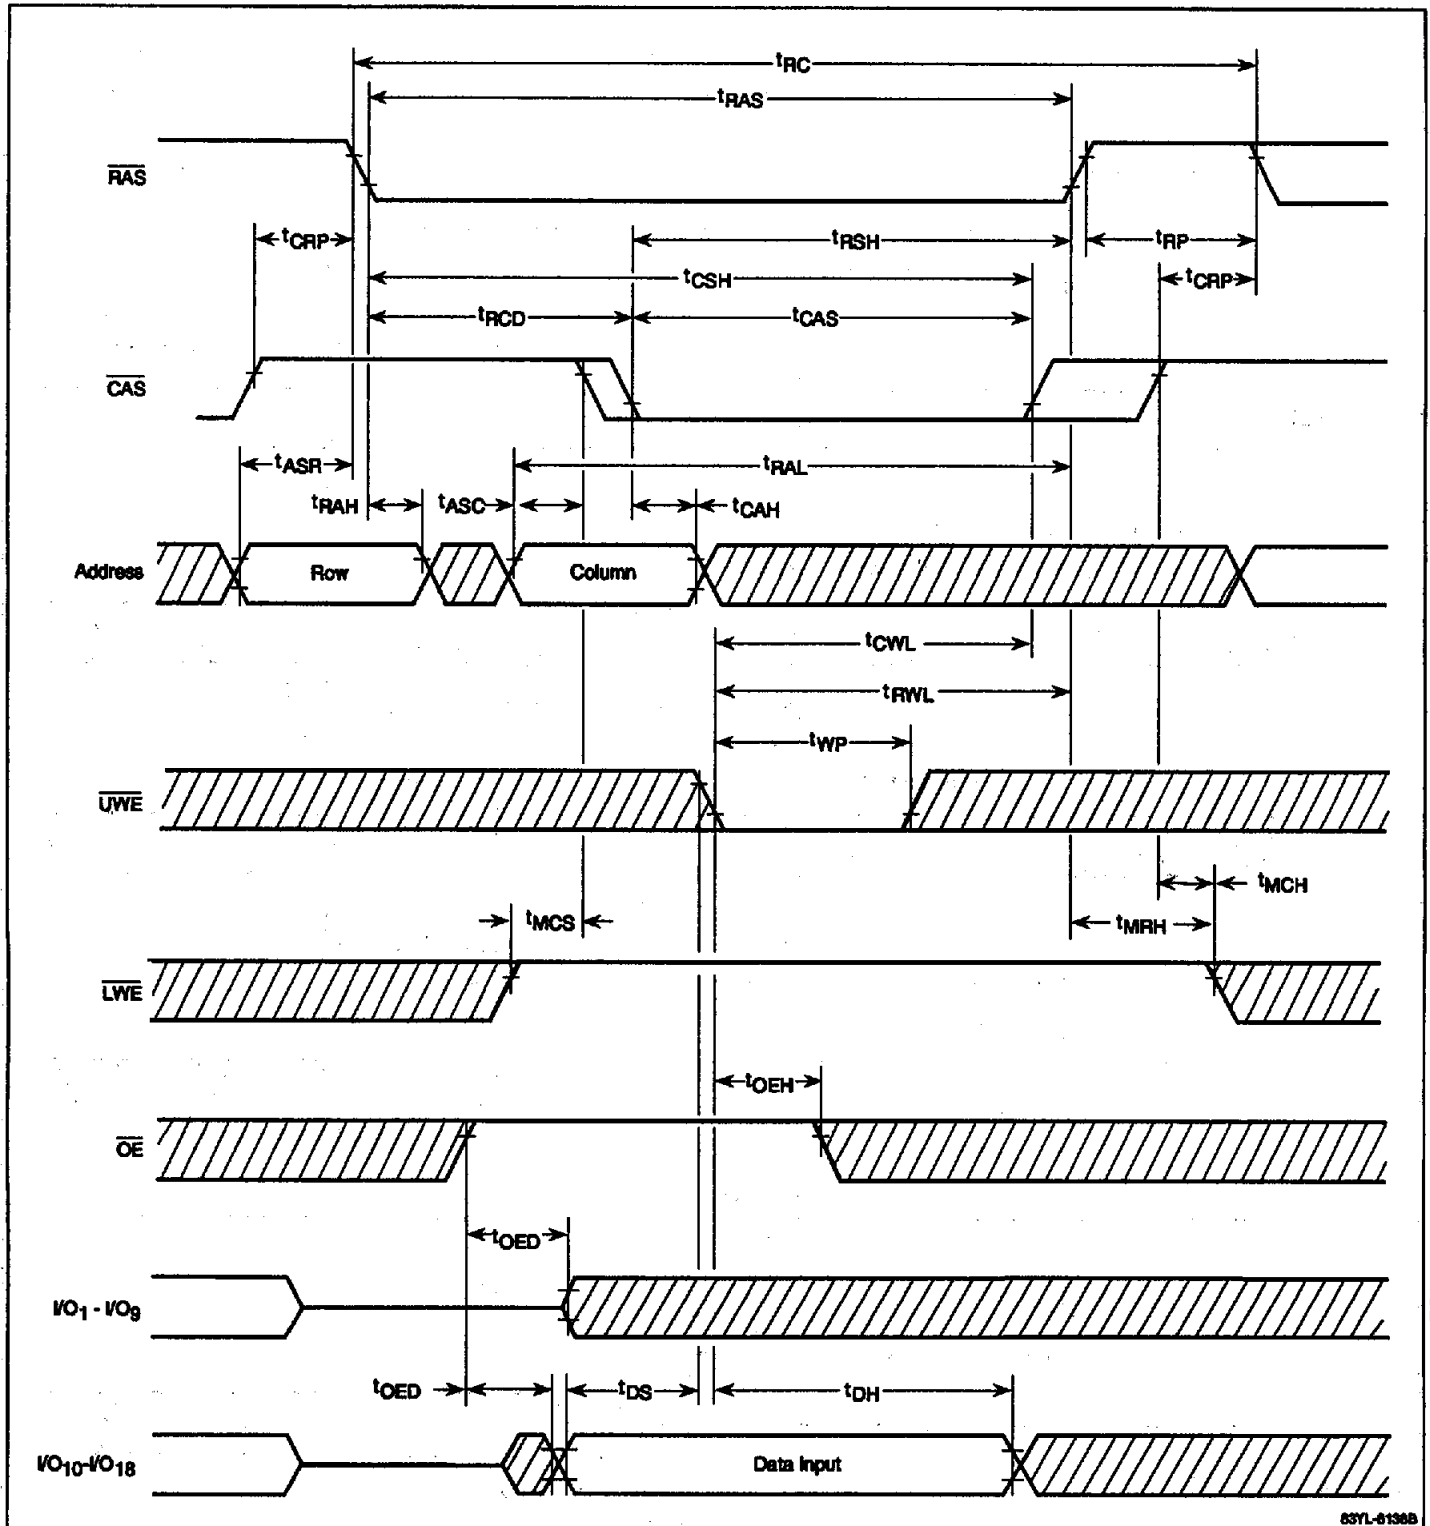 tRC
tRAS
RAS
tCRP
tRSH
tRP
tCSH
tCRP
tRCD
tCAS
CAS
tASR
tRAL
tRAH
tASC
tCAH
Address
Row
Column
tCWL
tRWL
tWP
UWE
tMCH
tMCS
tMRH
LWE
tOEH
OE
tOED
I/O1 - I/O9
tOED
tDS
tDH
I/O10-I/O18
Data Input
83YL-6138B